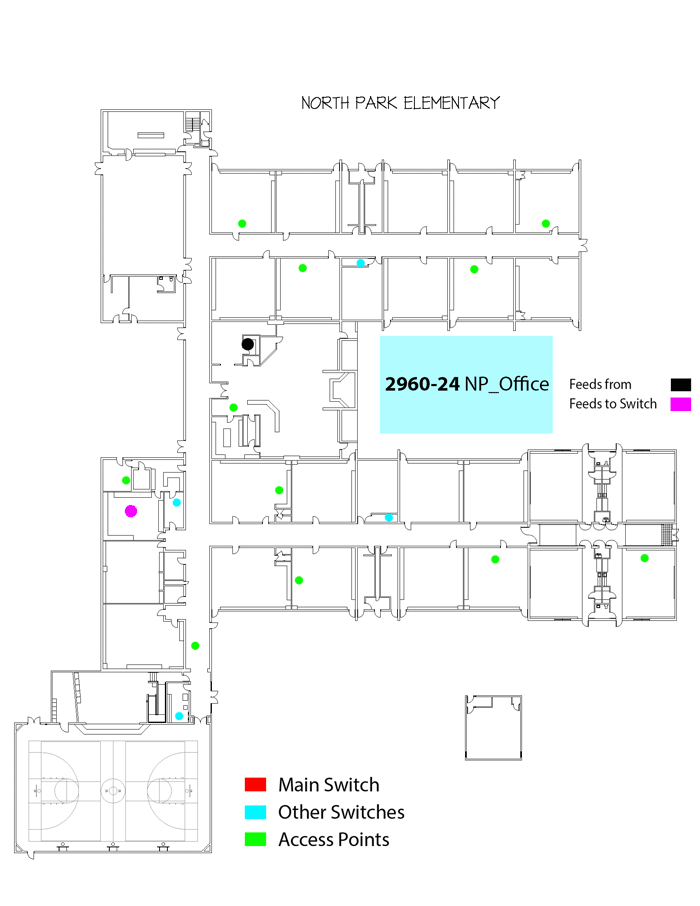 NORTH PARK ELEMENTARY
2960-24 NP_Office
Feeds from
Feeds to Switch
Main Switch
Other Switches
Access Points